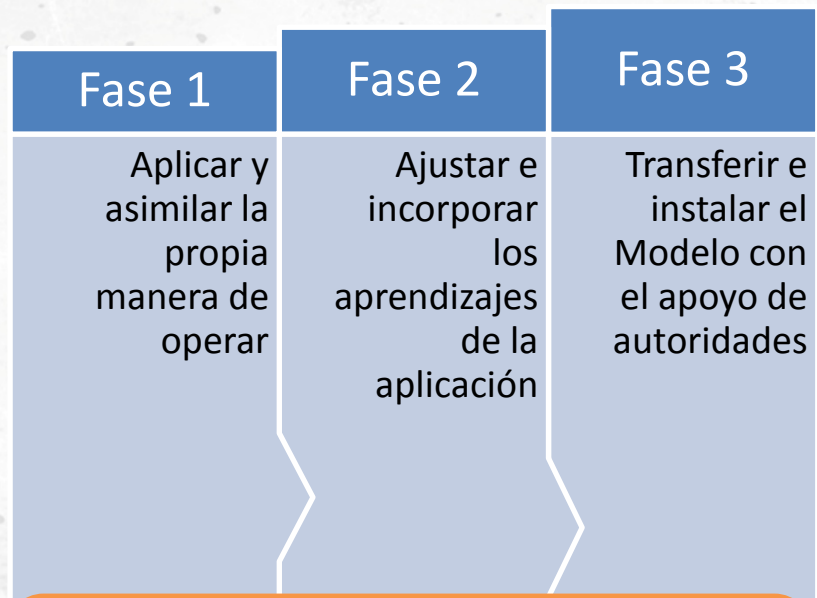 Fase 1
Aplicar y
asimilar la
propia
manera de
operar
Fase 2
Ajustar e
incorporar
los
aprendizajes
de la
aplicación
Fase 3
Transferir e
instalar el
Modelo con
el apoyo de
autoridades